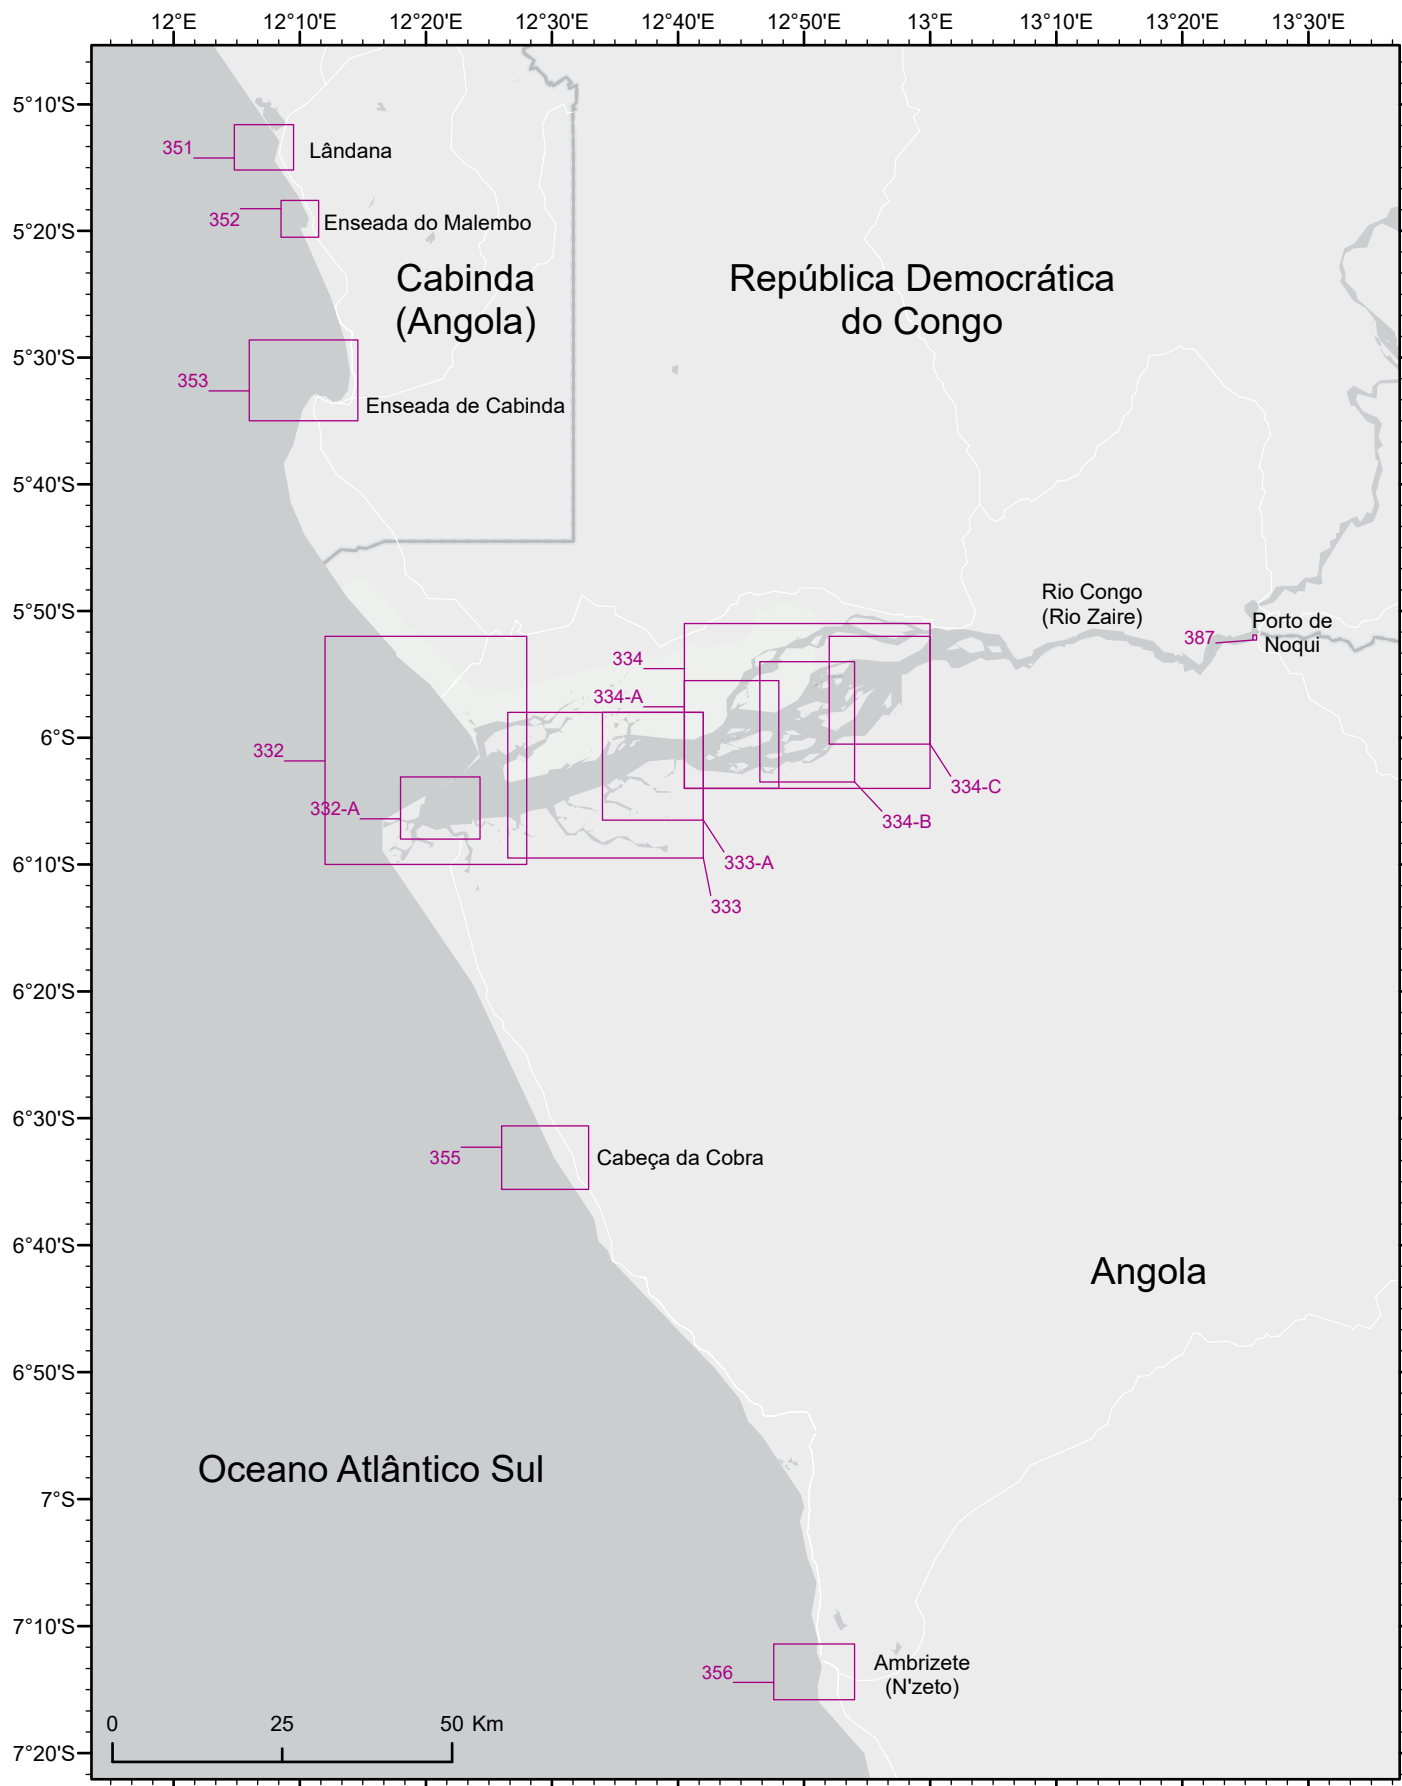 12°E
12°10'E
12°20'E
12°30'E
12°40'E
12°50'E
13°E
13°10'E
13°20'E
13°30'E
5°10'S
5°20'S
5°30'S
5°40'S
5°50'S
6°S
6°10'S
6°20'S
6°30'S
6°40'S
6°50'S
7°S
7°10'S
7°20'S
351
Lândana
352
Enseada do Malembo
Cabinda
(Angola)
República Democrática
do Congo
353
Enseada de Cabinda
Rio Congo
(Rio Zaire)
387
Porto de
Noqui
334
334-A
332
332-A
334-C
334-B
333-A
333
355
Cabeça da Cobra
Angola
Oceano Atlântico Sul
356
Ambrizete
(N'zeto)
0
25
50 Km